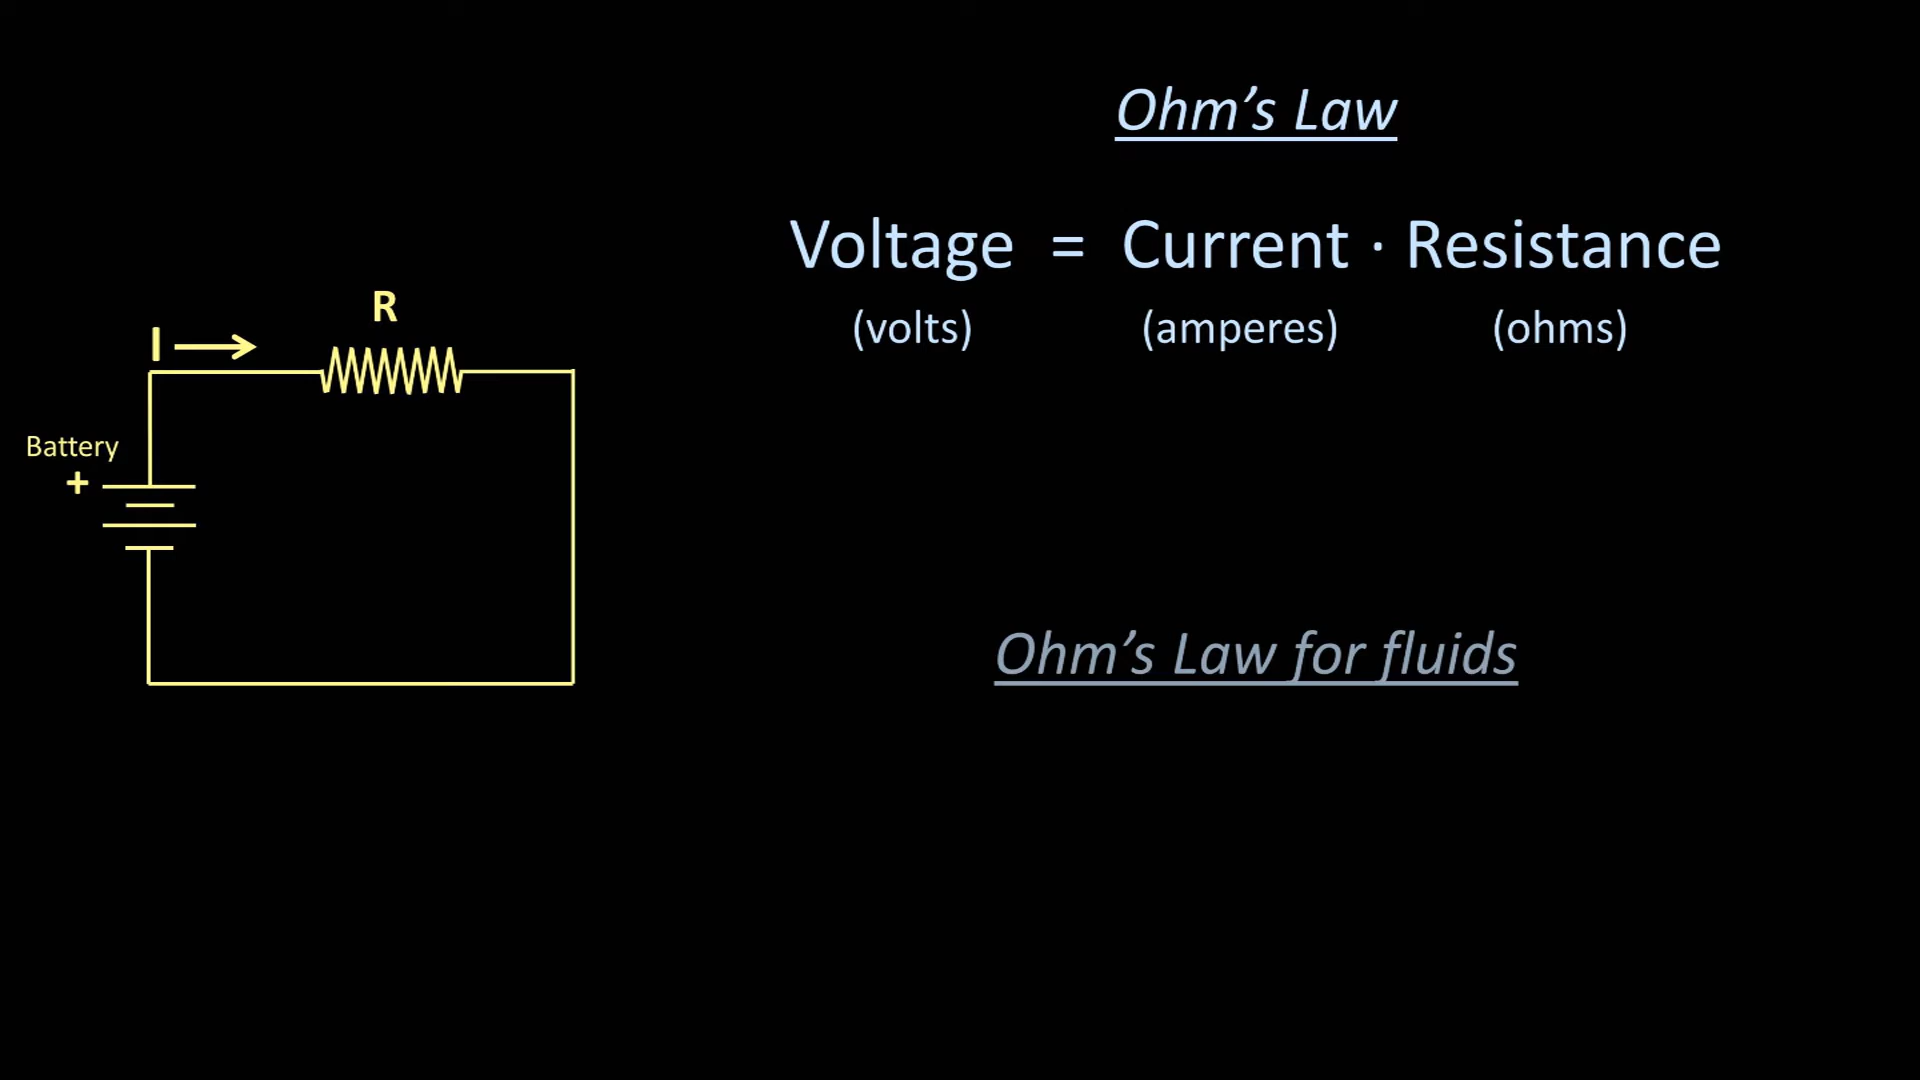 Ohm’s Law
Voltage = Current · Resistance
(volts) (amperes) (ohms)
R
I
Battery
+
Ohm’s Law for fluids